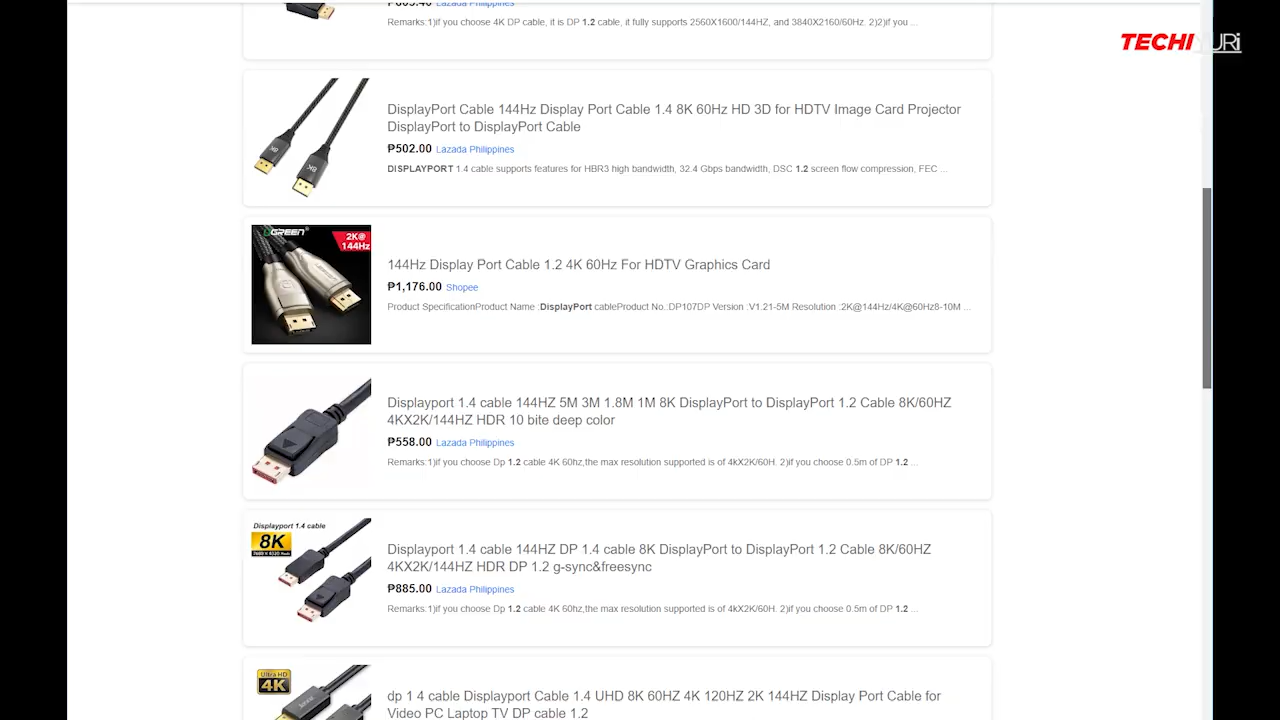 Lazada Philippines
Remarks:1)if you choose 4K DP cable, it is DP 1.2 cable, it fully supports 2560X1600/144HZ, and 3840X2160/60Hz. 2)2)if you ...
TECHIYURi
DisplayPort Cable 144Hz Display Port Cable 1.4 8K 60Hz HD 3D for HDTV Image Card Projector
DisplayPort to DisplayPort Cable
₱502.00 Lazada Philippines
DISPLAYPORT 1.4 cable supports features for HBR3 high bandwidth, 32.4 Gbps bandwidth, DSC 1.2 screen flow compression, FEC ...
8K
8K
UGREEN
2K@
144Hz
144Hz Display Port Cable 1.2 4K 60Hz For HDTV Graphics Card
₱1,176.00 Shopee
Product SpecificationProduct Name :DisplayPort cableProduct No.:DP107DP Version :V1.21-5M Resolution :2K@144Hz/4K@60Hz8-10M ...
Displayport 1.4 cable 144HZ 5M 3M 1.8M 1M 8K DisplayPort to DisplayPort 1.2 Cable 8K/60HZ
4KX2K/144HZ HDR 10 bite deep color
₱558.00 Lazada Philippines
Remarks:1)if you choose Dp 1.2 cable 4K 60hz,the max resolution supported is of 4kX2K/60H. 2)if you choose 0.5m of DP 1.2 ...
Displayport 1.4 cable
8K
Displayport 1.4 cable 144HZ DP 1.4 cable 8K DisplayPort to DisplayPort 1.2 Cable 8K/60HZ
4KX2K/144HZ HDR DP 1.2 g-sync&freesync
₱885.00 Lazada Philippines
Remarks:1)if you choose Dp 1.2 cable 4K 60hz,the max resolution supported is of 4kX2K/60H. 2)if you choose 0.5m of DP 1.2 ...
Ultra HD
4K
dp 1 4 cable Displayport Cable 1.4 UHD 8K 60HZ 4K 120HZ 2K 144HZ Display Port Cable for
Video PC Laptop TV DP cable 1.2